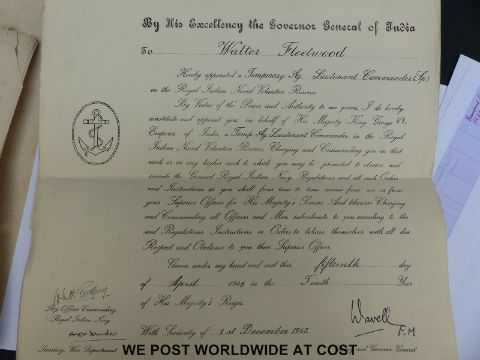 By His Excellency the Governor General of India
To Walter Fleetwood
Hereby appointed a Temporary Ag. Lieutenant Commander (Sp)
in the Royal Indian Naval Volunteer Reserve
By Virtue of the Power and Authority to me given, I do hereby
constitute and appoint you on behalf of His Majesty King George VI.
Emperor of India, a Temp. Ag Lieutenant Commander in the Royal
Indian Naval Volunteer Reserve, Charging and Commanding you in that
rank or in any higher rank to which you may be promoted to observe and
execute the General Royal Indian Navy Regulations and all such Orders
and Instructions as you shall from time to time receive from me or from
your Superior Officers for His Majesty's Service And likewise Charging
and Commanding all Officers and Men subordinate to you according to the
said Regulations Instructions or Orders to behave themselves with all due
Respect and Obedience to you their Superior Officer.
Given under my hand and seal this fifteenth day
of April 1946 in the Tenth Year
of His Majesty's Reign
With Seniority of 1st December 1942
Flag Officer Commanding,
Royal Indian Navy
Wavell
F.M
Secretary, War Department
and Governor General
WE POST WORLDWIDE AT COST